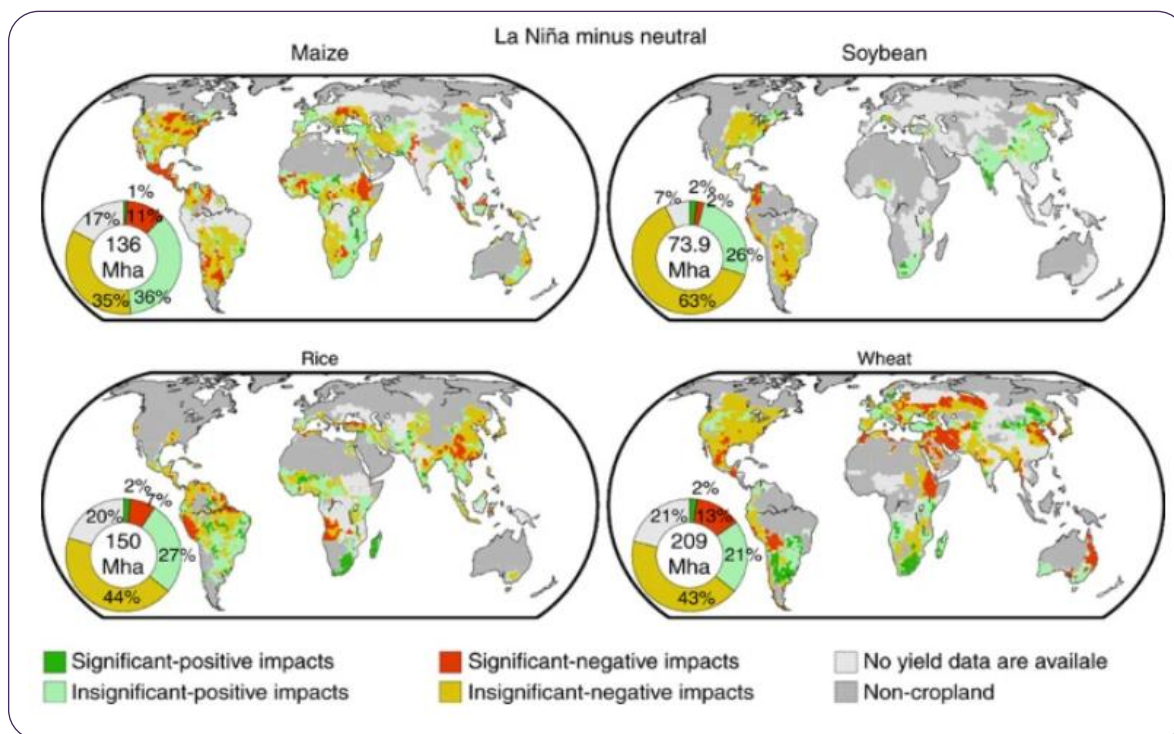 La Niña minus neutral
Maize
Soybean
1%
17%
11%
136
Mha
35%
36%
2%
7%
2%
73.9
Mha
26%
63%
Rice
Wheat
2%
20%
7%
150
Mha
27%
44%
2%
21%
13%
209
Mha
21%
43%
Significant-positive impacts
Significant-negative impacts
No yield data are availale
Insignificant-positive impacts
Insignificant-negative impacts
Non-cropland